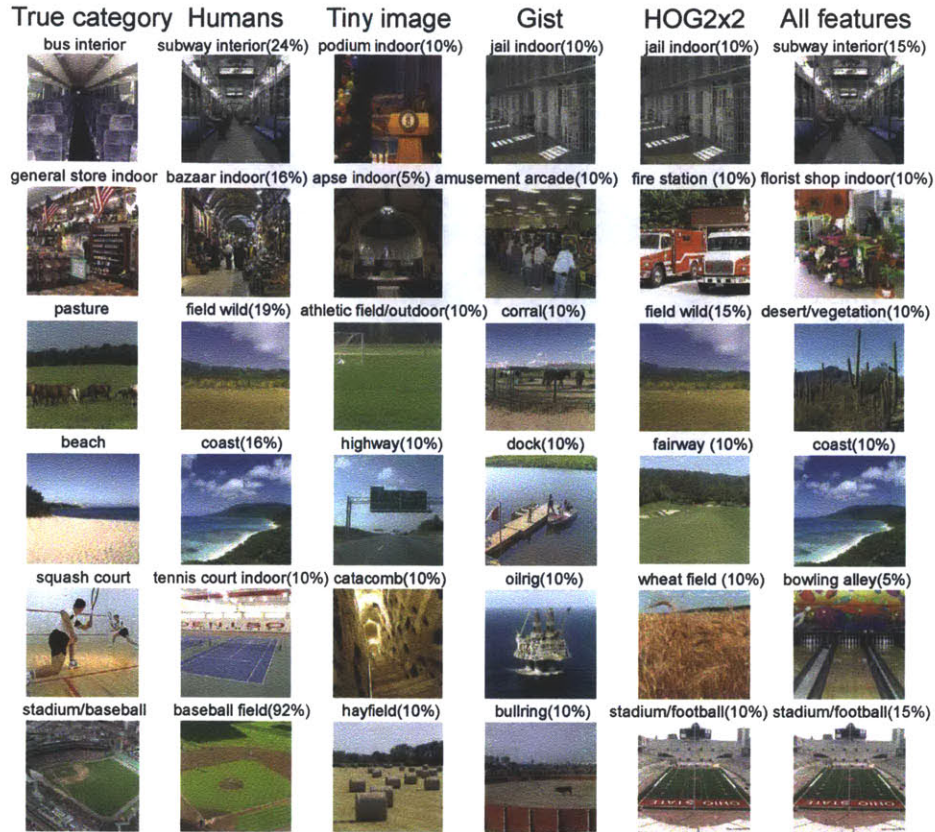 True category Humans Tiny image Gist HOG2x2 All features
bus interior subway interior(24%) podium indoor(10%) jail indoor(10%) jail indoor(10%) subway interior(15%)
general store indoor bazaar indoor(16%) apse indoor(5%) amusement arcade(10%) fire station (10%) florist shop indoor(10%)
pasture field wild(19%) athletic field/outdoor(10%) corral(10%) field wild(15%) desert/vegetation(10%)
beach coast(16%) highway(10%) dock(10%) fairway (10%) coast(10%)
squash court tennis court indoor(10%) catacomb(10%) oilrig(10%) wheat field (10%) bowling alley(5%)
stadium/baseball baseball field(92%) hayfield(10%) bullring(10%) stadium/football(10%) stadium/football(15%)